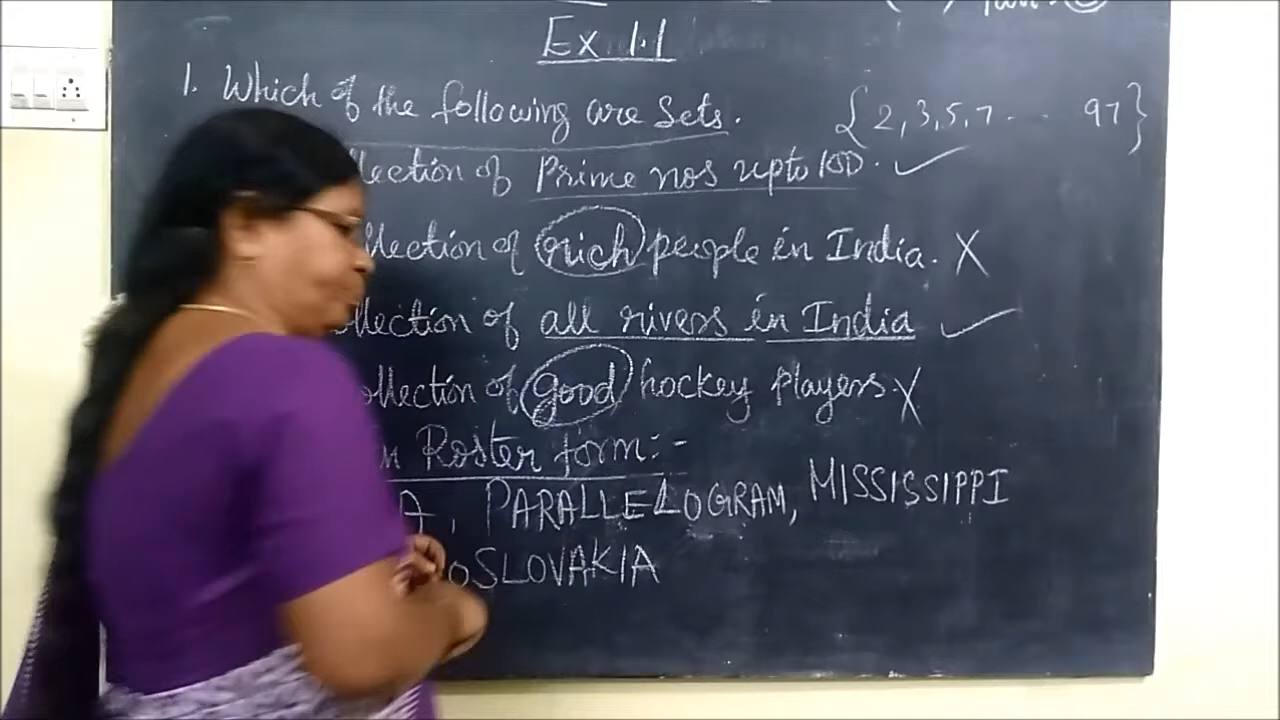 Ex 1.1
1. Which of the following are Sets. {2,3,5,7 ... 97}
llection of Prime nos upto 100. ✓
llection of rich people in India. X
ollection of all rivers in India ✓
ollection of good hockey players X
n Roster form:-
A, PARALLELOGRAM, MISSISSIPPI
OSLOVAKIA